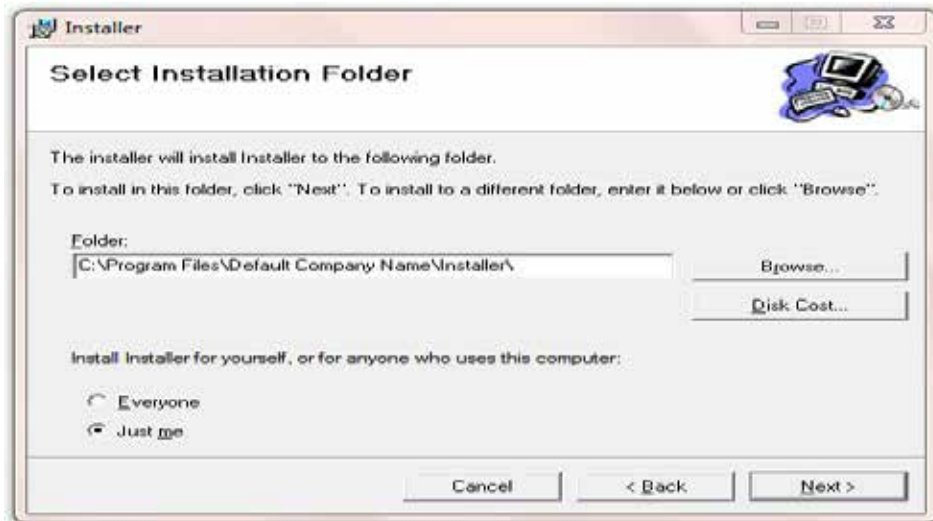 Installer
Select Installation Folder
The installer will install Installer to the following folder.
To install in this folder, click "Next". To install to a different folder, enter it below or click "Browse".
Folder:
C:\Program Files\Default Company Name\Installer\
Browse...
Disk Cost...
Install Installer for yourself, or for anyone who uses this computer:
Everyone
Just me
Cancel
< Back
Next >